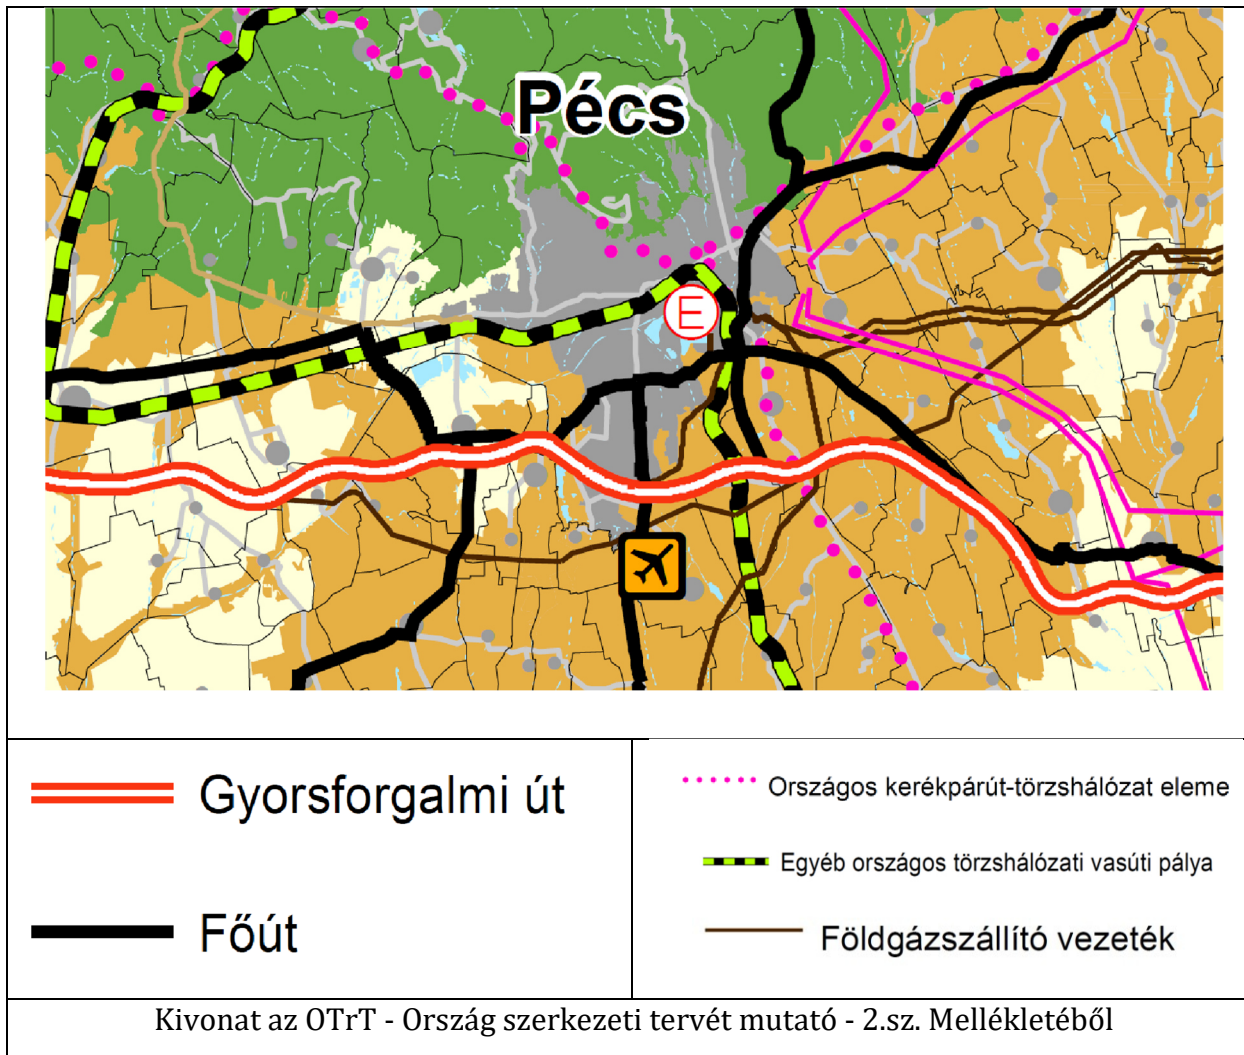 Pécs
E
Gyorsforgalmi út
Főút
Országos kerékpárút-törzshálózat eleme
Egyéb országos törzshálózati vasúti pálya
Földgázszállító vezeték
Kivonat az OTrT - Ország szerkezeti tervét mutató - 2.sz. Mellékletéből